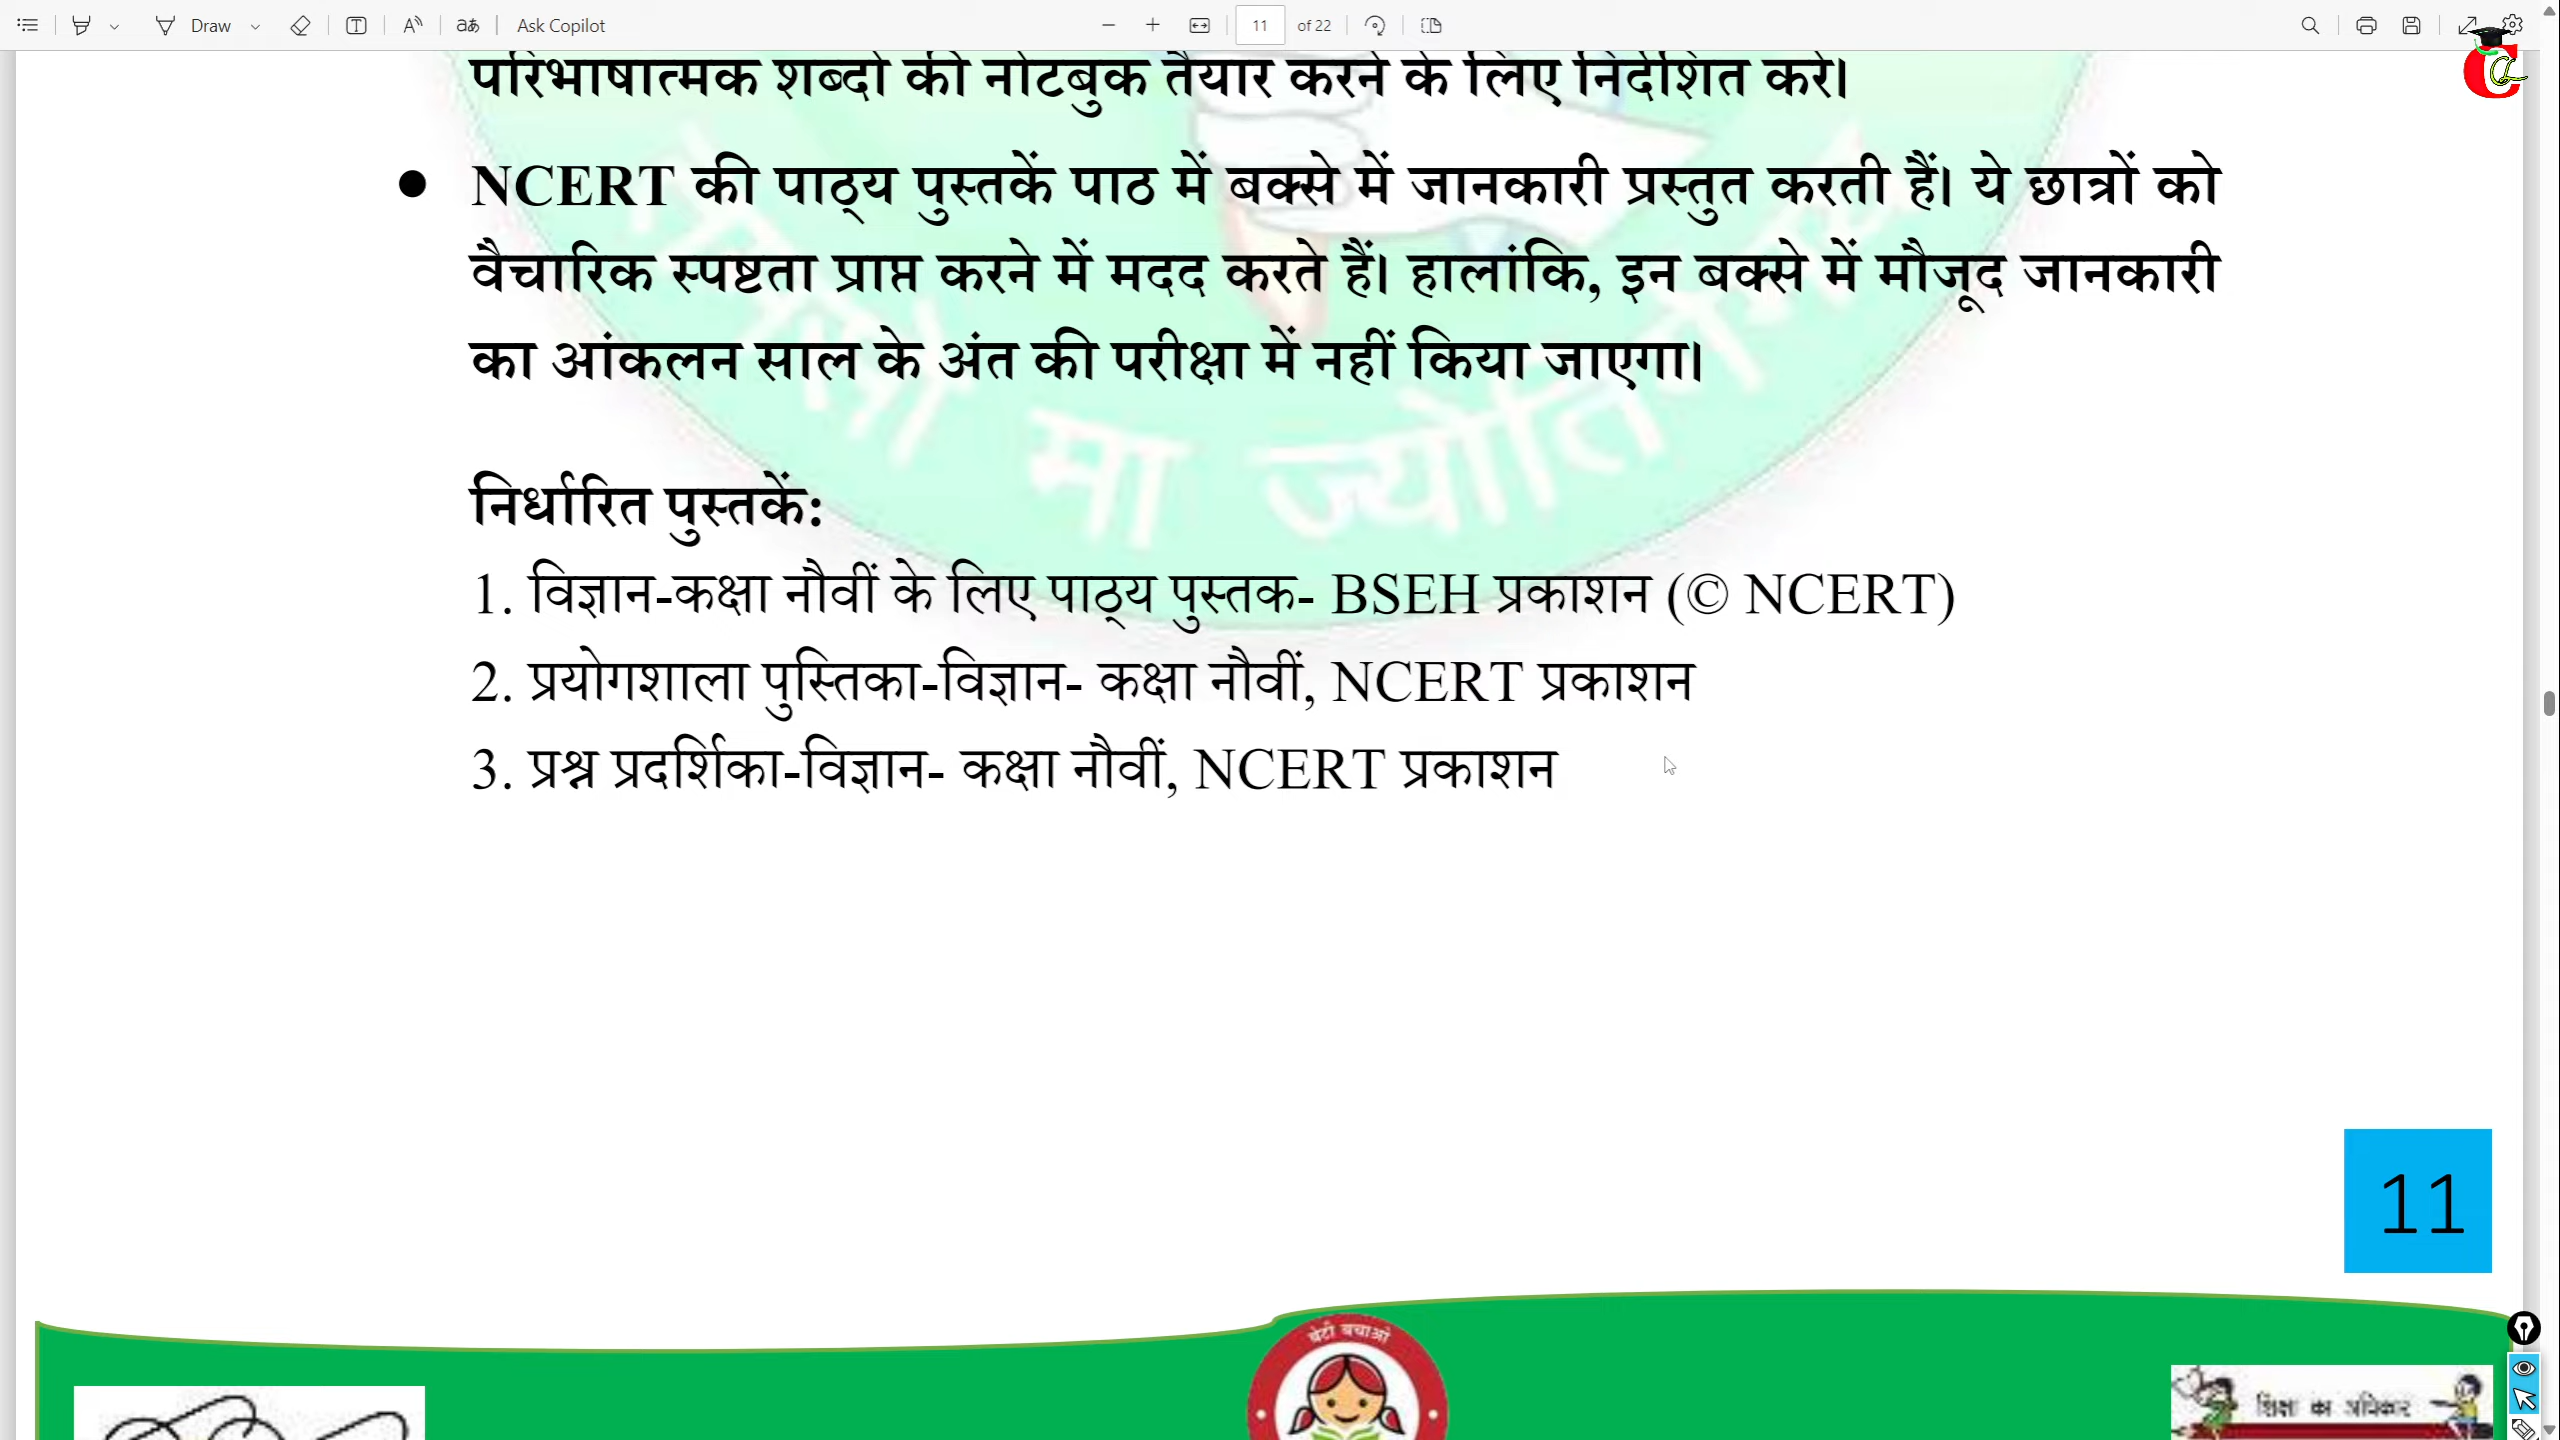 Draw
Ask Copilot
11 of 22
परिभाषात्मक शब्दों की नोटबुक तैयार करने के लिए निर्देशित करें।
● NCERT की पाठ्य पुस्तकें पाठ में बक्से में जानकारी प्रस्तुत करती हैं। ये छात्रों को
वैचारिक स्पष्टता प्राप्त करने में मदद करते हैं। हालांकि, इन बक्से में मौजूद जानकारी
का आंकलन साल के अंत की परीक्षा में नहीं किया जाएगा।
मा ज्योतिर्गमय
निर्धारित पुस्तकें:
1. विज्ञान-कक्षा नौवीं के लिए पाठ्य पुस्तक- BSEH प्रकाशन (© NCERT)
2. प्रयोगशाला पुस्तिका-विज्ञान- कक्षा नौवीं, NCERT प्रकाशन
3. प्रश्न प्रदर्शिका-विज्ञान- कक्षा नौवीं, NCERT प्रकाशन
11
बेटी बचाओ
शिक्षा का अधिकार